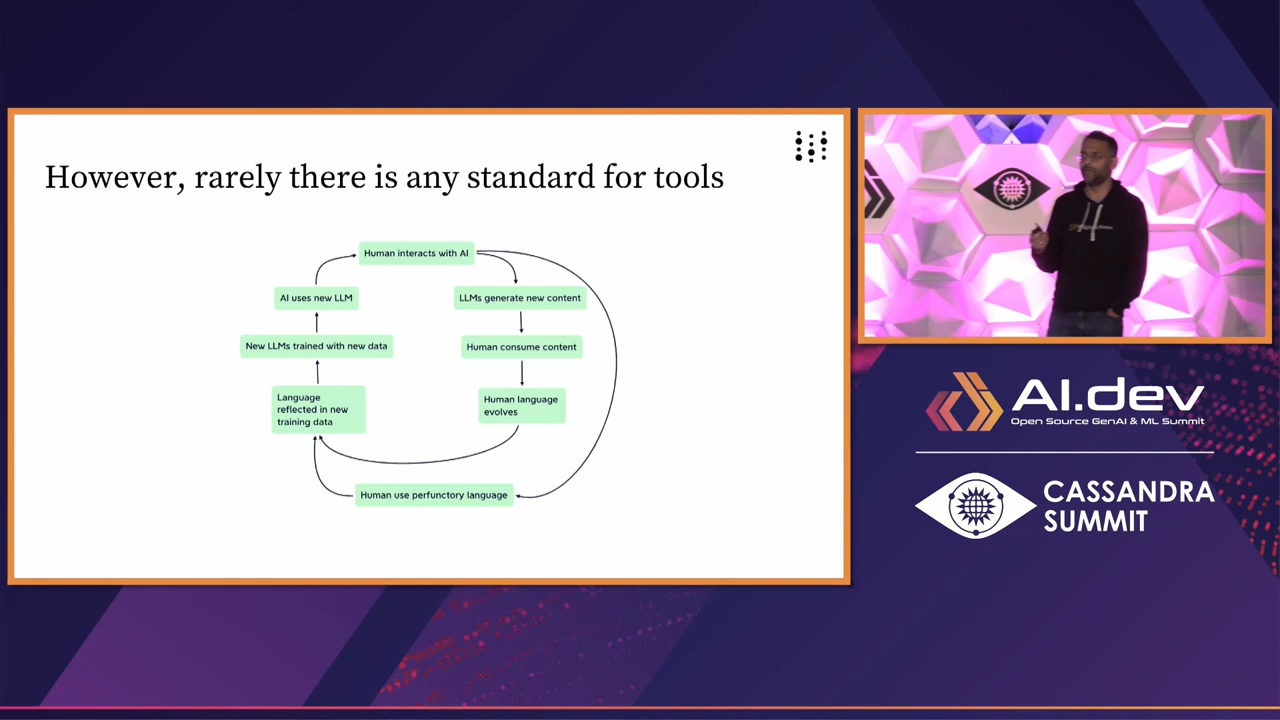 However, rarely there is any standard for tools
Human interacts with AI
AI uses new LLM
LLMs generate new content
New LLMs trained with new data
Human consume content
Language
reflected in new
training data
Human language
evolves
Human use perfunctory language
AI.dev
Open Source GenAI & ML Summit
CASSANDRA
SUMMIT